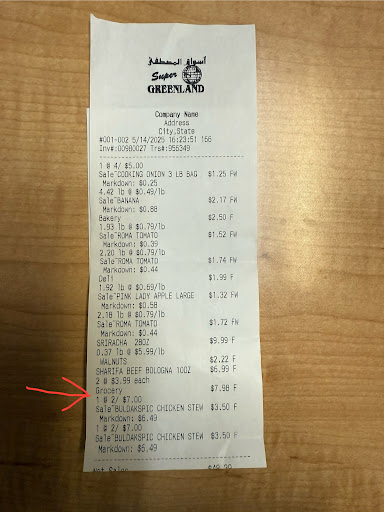 أسواق المصطفى
Super
GREENLAND
Company Name
Address
City,State
#001-002 5/14/2025 16:23:51 156
Inv#:00980027 Trs#:956349
1 @ 4/ $5.00
Sale COOKING ONION 3 LB BAG $1.25 FW
Markdown: $0.25
4.42 lb @ $0.49/lb
Sale BANANA $2.17 FW
Markdown: $0.88
Bakery $2.50 F
1.93 lb @ $0.79/lb
Sale ROMA TOMATO $1.52 FW
Markdown: $0.39
2.20 lb @ $0.79/lb
Sale ROMA TOMATO $1.74 FW
Markdown: $0.44
Deli $1.99 F
1.92 lb @ $0.69/lb
Sale PINK LADY APPLE LARGE $1.32 FW
Markdown: $0.58
2.18 lb @ $0.79/lb
Sale ROMA TOMATO $1.72 FW
Markdown: $0.44
SRIRACHA 28OZ $9.99 F
0.37 lb @ $5.99/lb
WALNUTS $2.22 F
SHARIFA BEEF BOLOGNA 10OZ $6.99 F
2 @ $3.99 each
Grocery $7.98 F
1 @ 2/ $7.00
Sale BULDAKSPIC CHICKEN STEW $3.50 F
Markdown: $6.49
1 @ 2/ $7.00
Sale BULDAKSPIC CHICKEN STEW $3.50 F
Markdown: $6.49
Net Sales